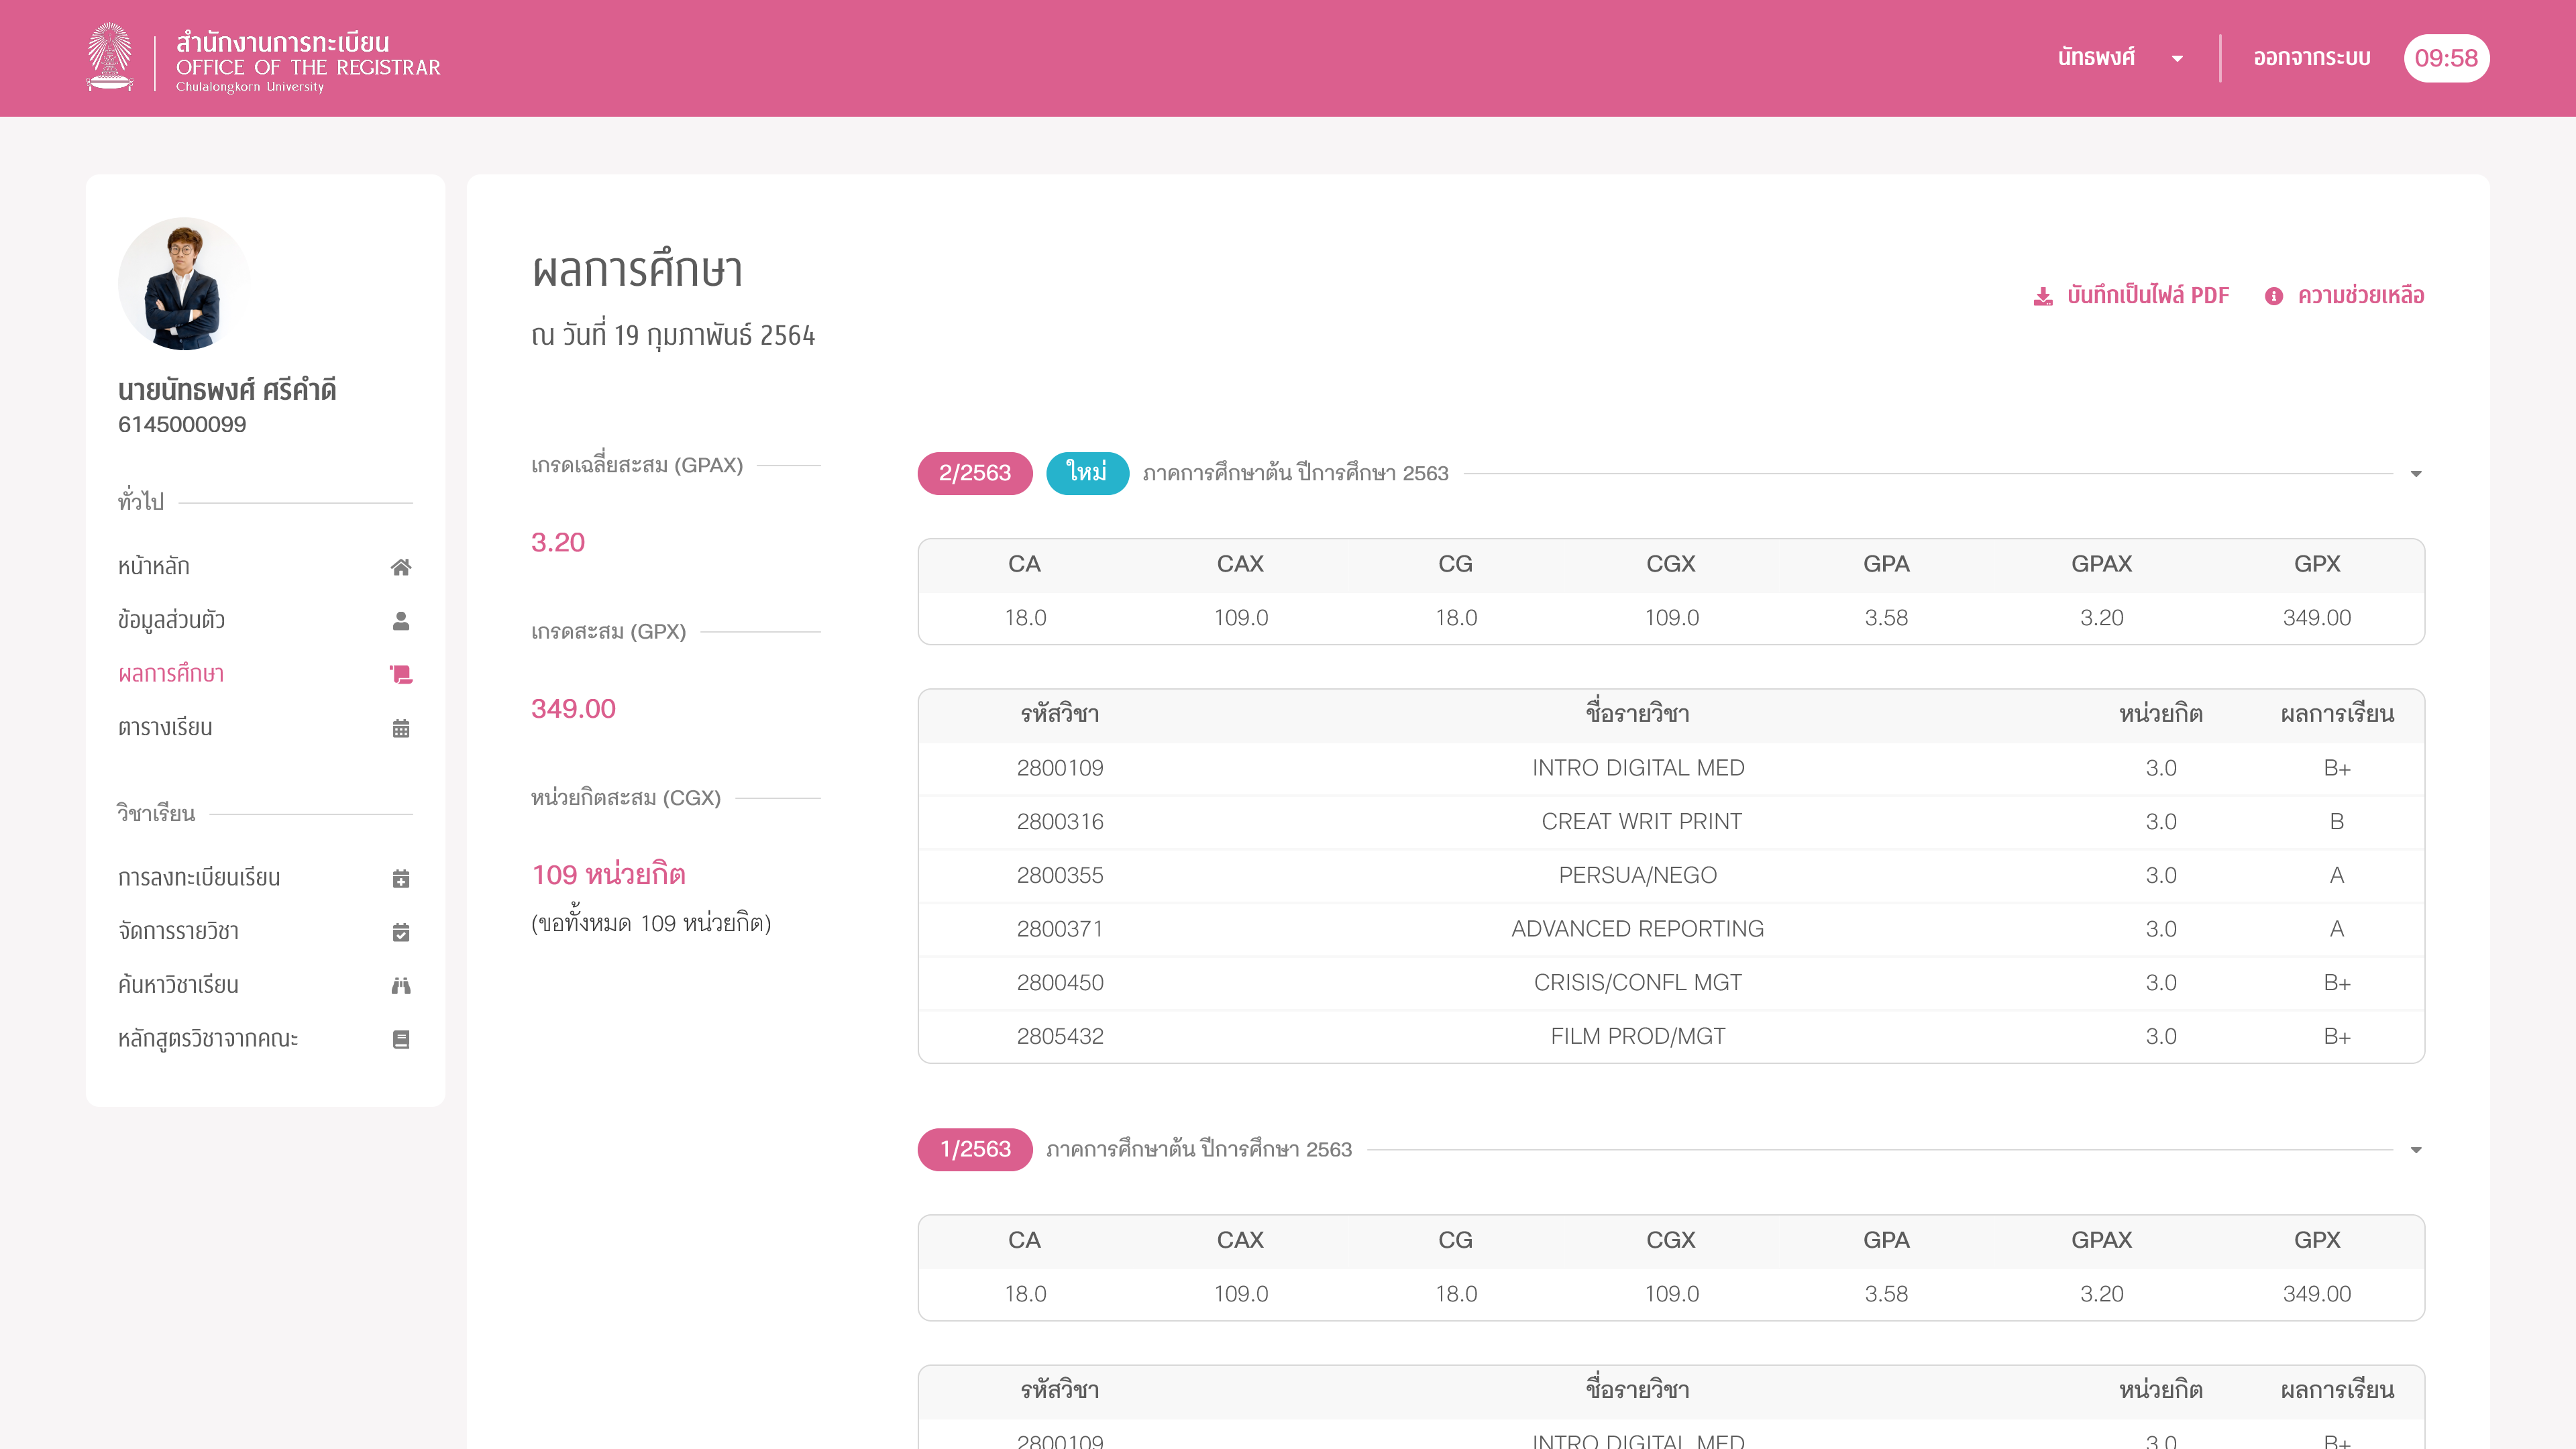 สำนักงานการทะเบียน
OFFICE OF THE REGISTRAR
Chulalongkorn University
นัทธพงศ์
ออกจากระบบ
09:58
นายนัทธพงศ์ ศรีคำดี
6145000099
ทั่วไป
หน้าหลัก
ข้อมูลส่วนตัว
ผลการศึกษา
ตารางเรียน
วิชาเรียน
การลงทะเบียนเรียน
จัดการรายวิชา
ค้นหาวิชาเรียน
หลักสูตรวิชาจากคณะ
ผลการศึกษา
ณ วันที่ 19 กุมภาพันธ์ 2564
บันทึกเป็นไฟล์ PDF
ความช่วยเหลือ
เกรดเฉลี่ยสะสม (GPAX)
3.20
เกรดสะสม (GPX)
349.00
หน่วยกิตสะสม (CGX)
109 หน่วยกิต
(ขอทั้งหมด 109 หน่วยกิต)
2/2563 ใหม่ ภาคการศึกษาต้น ปีการศึกษา 2563
CA CAX CG CGX GPA GPAX GPX
18.0 109.0 18.0 109.0 3.58 3.20 349.00
รหัสวิชา ชื่อรายวิชา หน่วยกิต ผลการเรียน
2800109 INTRO DIGITAL MED 3.0 B+
2800316 CREAT WRIT PRINT 3.0 B
2800355 PERSUA/NEGO 3.0 A
2800371 ADVANCED REPORTING 3.0 A
2800450 CRISIS/CONFL MGT 3.0 B+
2805432 FILM PROD/MGT 3.0 B+
1/2563 ภาคการศึกษาต้น ปีการศึกษา 2563
CA CAX CG CGX GPA GPAX GPX
18.0 109.0 18.0 109.0 3.58 3.20 349.00
รหัสวิชา ชื่อรายวิชา หน่วยกิต ผลการเรียน
2800109 INTRO DIGITAL MED 3.0 B+